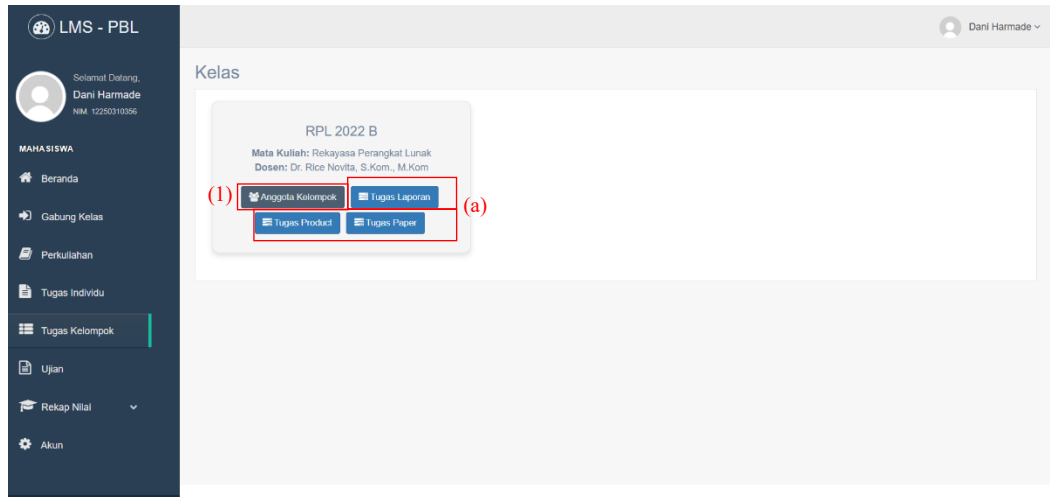 LMS - PBL
Dani Harmade
Selamat Datang,
Dani Harmade
NIM. 12250310356
MAHASISWA
Beranda
Gabung Kelas
Perkuliahan
Tugas Individu
Tugas Kelompok
Ujian
Rekap Nilai
Akun
Kelas
RPL 2022 B
Mata Kuliah: Rekayasa Perangkat Lunak
Dosen: Dr. Rice Novita, S.Kom., M.Kom
(1) Anggota Kelompok Tugas Laporan (a)
Tugas Product Tugas Paper